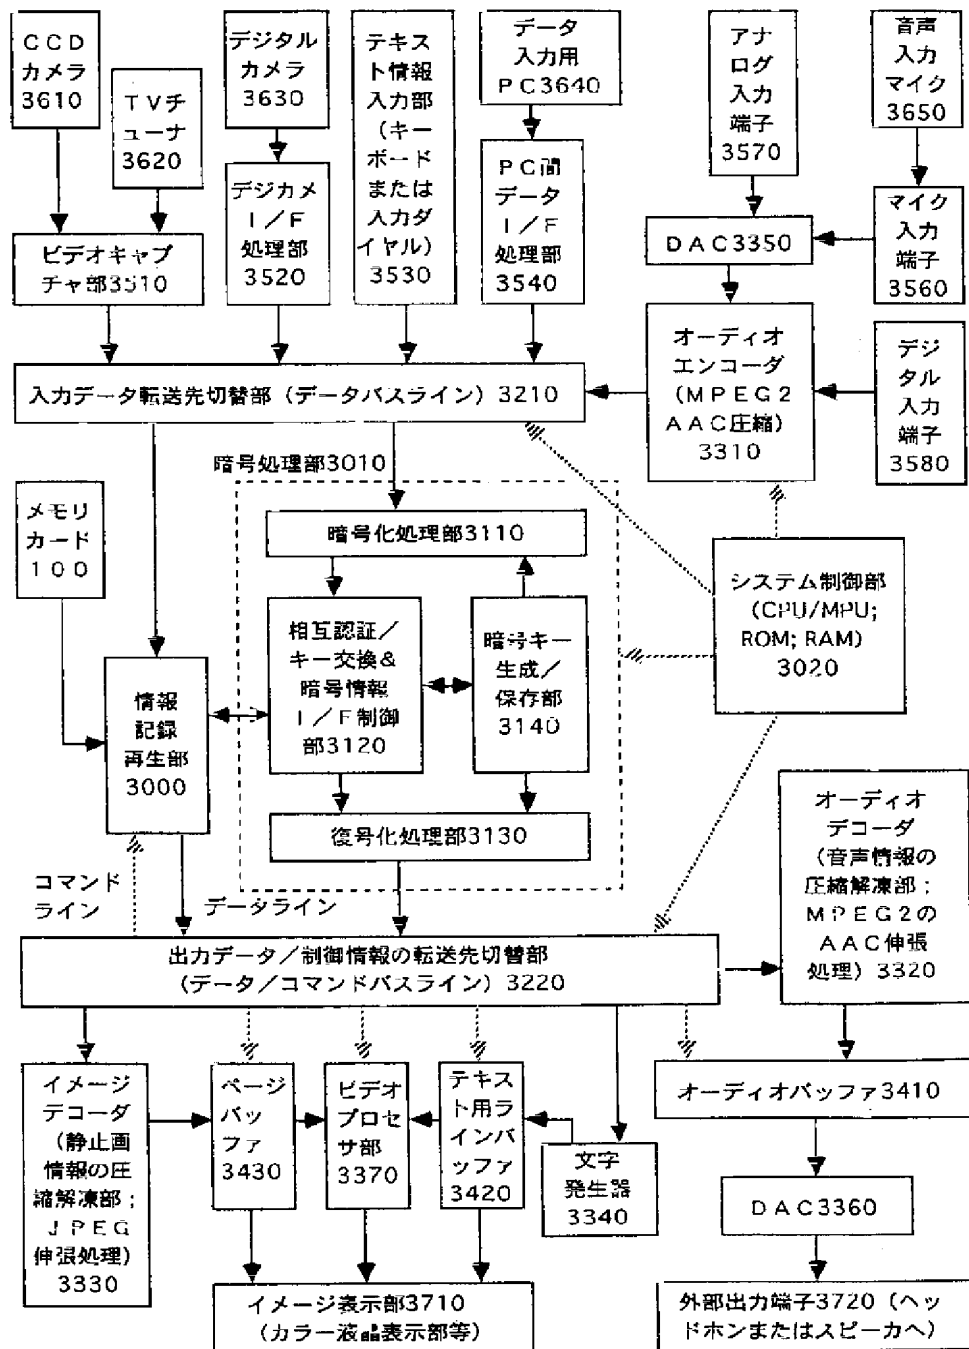 CCD
カメラ
3610
TVチ
ューナ
3620
デジタル
カメラ
3630
テキス
ト情報
入力部
(キー
ボード
または
入力ダ
イヤル)
3530
データ
入力用
PC3640
アナ
ログ
入力
端子
3570
音声
入力
マイク
3650
ビデオキャプ
チャ部3510
デジカメ
I/F
処理部
3520
PC間
データ
I/F
処理部
3540
DAC3350
マイク
入力
端子
3560
入力データ転送先切替部(データバスライン)3210
オーディオ
エンコーダ
(MPEG2
AAC圧縮)
3310
デジ
タル
入力
端子
3580
暗号処理部3010
メモリ
カード
100
暗号化処理部3110
相互認証/
キー交換&
暗号情報
I/F制御
部3120
暗号キー
生成/
保存部
3140
システム制御部
(CPU/MPU;
ROM; RAM)
3020
情報
記録
再生部
3000
復号化処理部3130
オーディオ
デコーダ
(音声情報の
圧縮解凍部;
MPEG2の
AAC伸張
処理)3320
コマンド
ライン
データライン
出力データ/制御情報の転送先切替部
(データ/コマンドバスライン)3220
イメージ
デコーダ
(静止画
情報の圧
縮解凍部;
JPEG
伸張処理)
3330
ページ
バッ
ファ
3430
ビデオ
プロセ
サ部
3370
テキス
ト用ラ
インバ
ッファ
3420
文字
発生器
3340
オーディオバッファ3410
DAC3360
イメージ表示部3710
(カラー液晶表示部等)
外部出力端子3720(ヘッ
ドホンまたはスピーカへ)